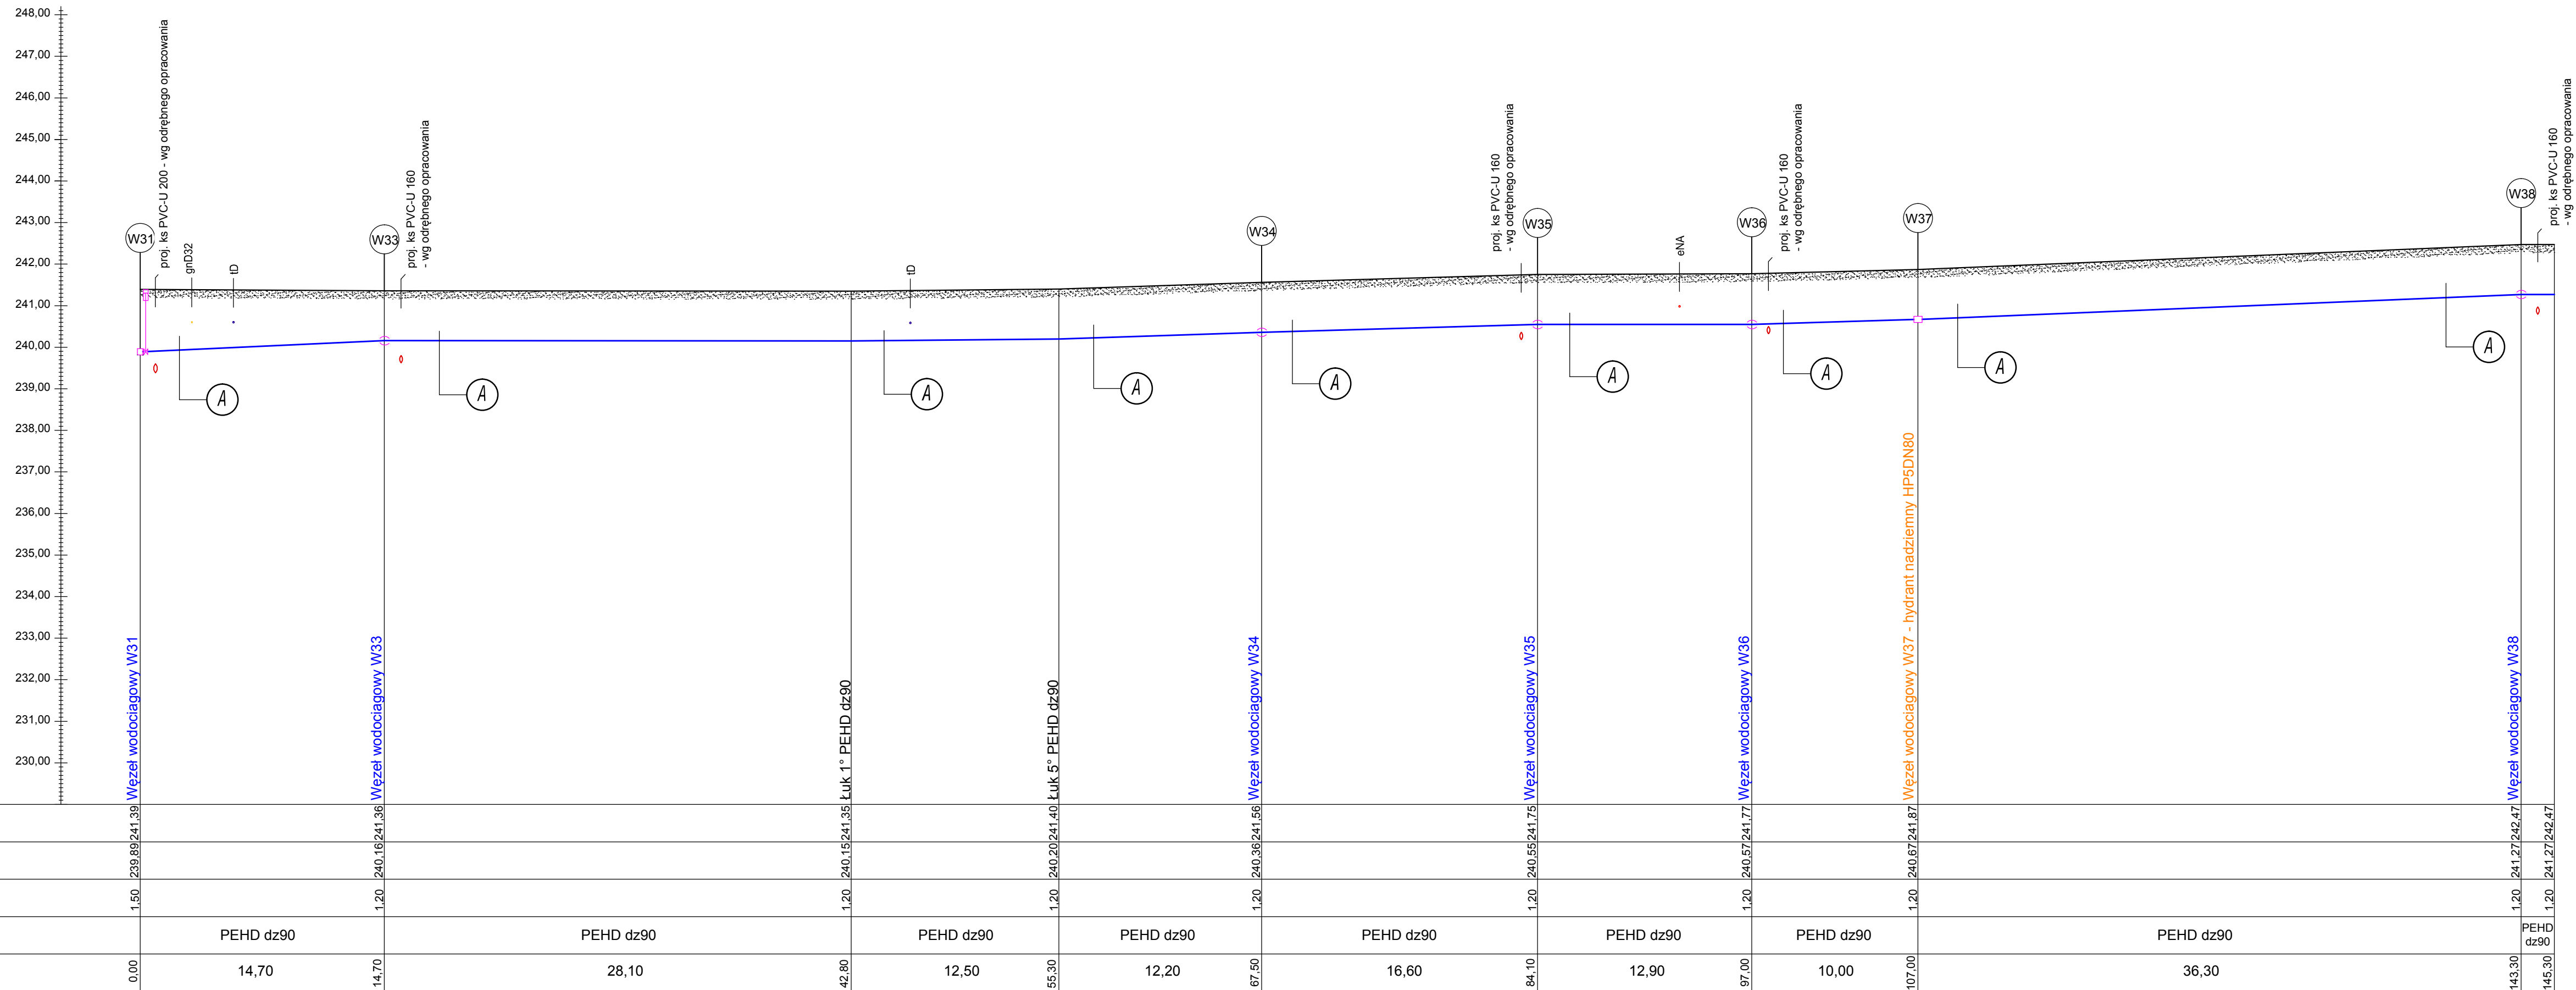 248,00
247,00
246,00
245,00
244,00
243,00
242,00
241,00
240,00
239,00
238,00
237,00
236,00
235,00
234,00
233,00
232,00
231,00
230,00
W31
proj. ks PVC-U 200 - wg odrębnego opracowania
gnD32
tD
W33
proj. ks PVC-U 160
- wg odrębnego opracowania
tD
W34
proj. ks PVC-U 160
- wg odrębnego opracowania
W35
eNA
W36
proj. ks PVC-U 160
- wg odrębnego opracowania
W37
W38
proj. ks PVC-U 160
- wg odrębnego opracowania
A
A
A
A
A
A
A
A
A
Węzeł wodociagowy W31
Węzeł wodociagowy W33
Łuk 1° PEHD dz90
Łuk 5° PEHD dz90
Węzeł wodociagowy W34
Węzeł wodociagowy W35
Węzeł wodociagowy W36
Węzeł wodociagowy W37 - hydrant nadziemny HP5DN80
Węzeł wodociagowy W38
241,39 241,36 241,35 241,40 241,56 241,75 241,77 241,87 242,47 242,47
239,89 240,16 240,15 240,20 240,36 240,55 240,57 240,67 241,27 241,27
1,50 1,20 1,20 1,20 1,20 1,20 1,20 1,20 1,20 1,20
PEHD dz90 PEHD dz90 PEHD dz90 PEHD dz90 PEHD dz90 PEHD dz90 PEHD dz90 PEHD dz90 PEHD
dz90
0,00 14,70 14,70 28,10 42,80 12,50 55,30 12,20 67,50 16,60 84,10 12,90 97,00 10,00 107,00 36,30 143,30 145,30